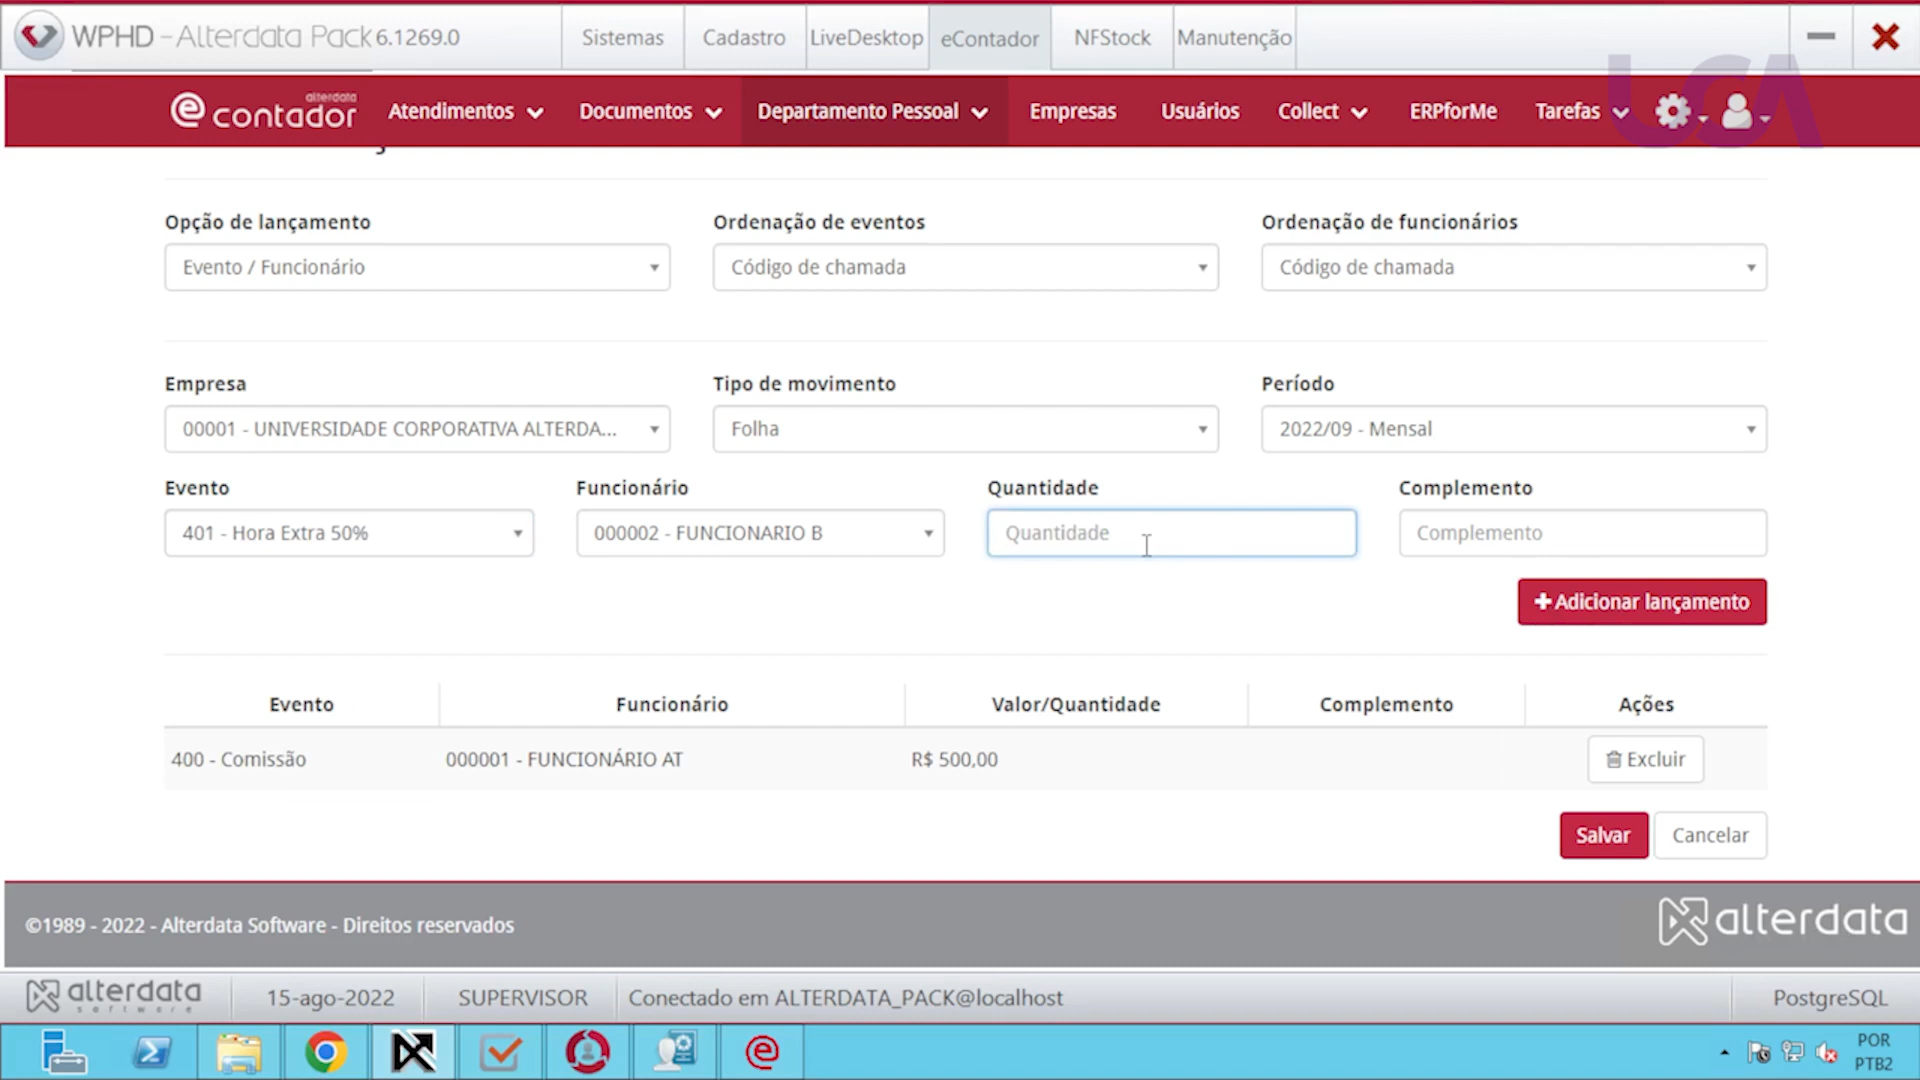 WPHD - Alterdata Pack 6.1269.0
Sistemas
Cadastro
LiveDesktop
eContador
NFStock
Manutenção
UCA
alterdata
e contador
Atendimentos
Documentos
Departamento Pessoal
Empresas
Usuários
Collect
ERPforMe
Tarefas
Opção de lançamento
Ordenação de eventos
Ordenação de funcionários
Evento / Funcionário
Código de chamada
Código de chamada
Empresa
Tipo de movimento
Período
00001 - UNIVERSIDADE CORPORATIVA ALTERDA...
Folha
2022/09 - Mensal
Evento
Funcionário
Quantidade
Complemento
401 - Hora Extra 50%
000002 - FUNCIONARIO B
Quantidade
Complemento
Adicionar lançamento
Evento
Funcionário
Valor/Quantidade
Complemento
Ações
400 - Comissão
000001 - FUNCIONÁRIO AT
R$ 500,00
Excluir
Salvar
Cancelar
©1989 - 2022 - Alterdata Software - Direitos reservados
alterdata
alterdata
software
15-ago-2022
SUPERVISOR
Conectado em ALTERDATA_PACK@localhost
PostgreSQL
POR
PTB2